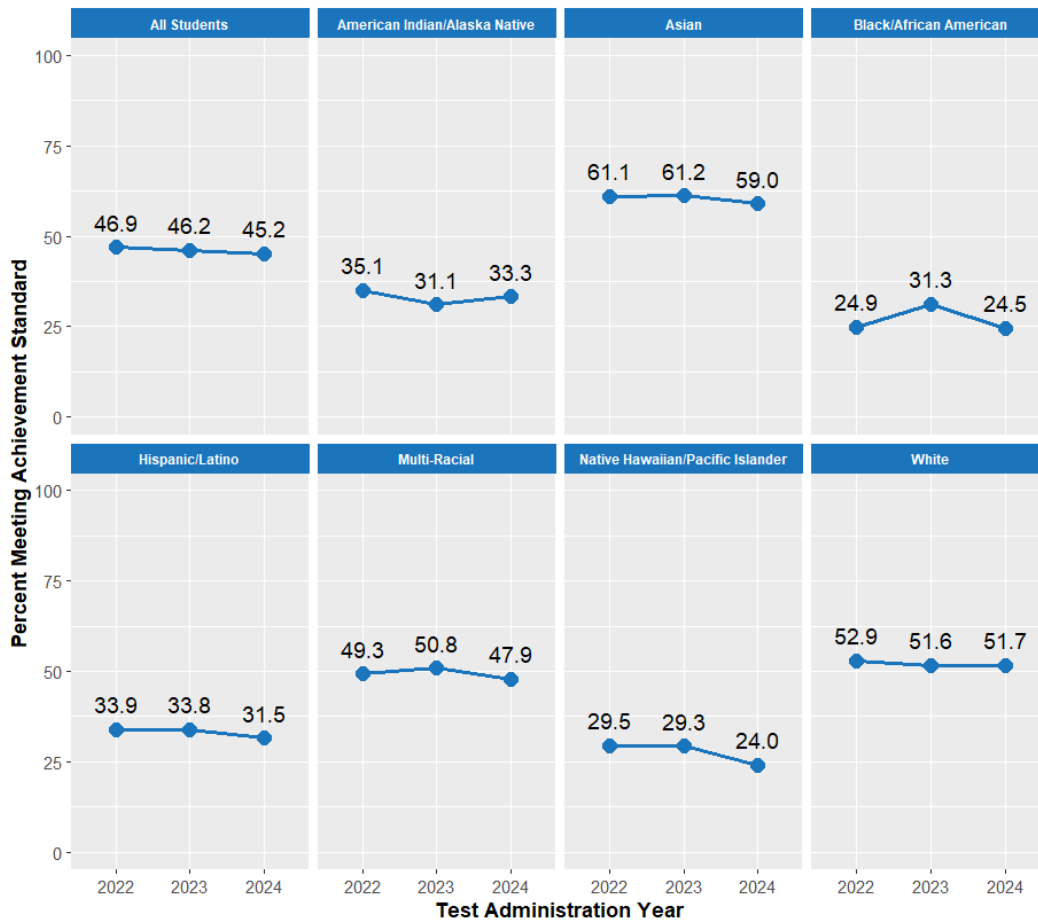 All Students
American Indian/Alaska Native
Asian
Black/African American
100
75
50
25
0
46.9 46.2 45.2
35.1 31.1 33.3
61.1 61.2 59.0
24.9 31.3 24.5
Hispanic/Latino
Multi-Racial
Native Hawaiian/Pacific Islander
White
100
75
50
25
0
33.9 33.8 31.5
49.3 50.8 47.9
29.5 29.3 24.0
52.9 51.6 51.7
2022 2023 2024
2022 2023 2024
2022 2023 2024
2022 2023 2024
Test Administration Year
Percent Meeting Achievement Standard